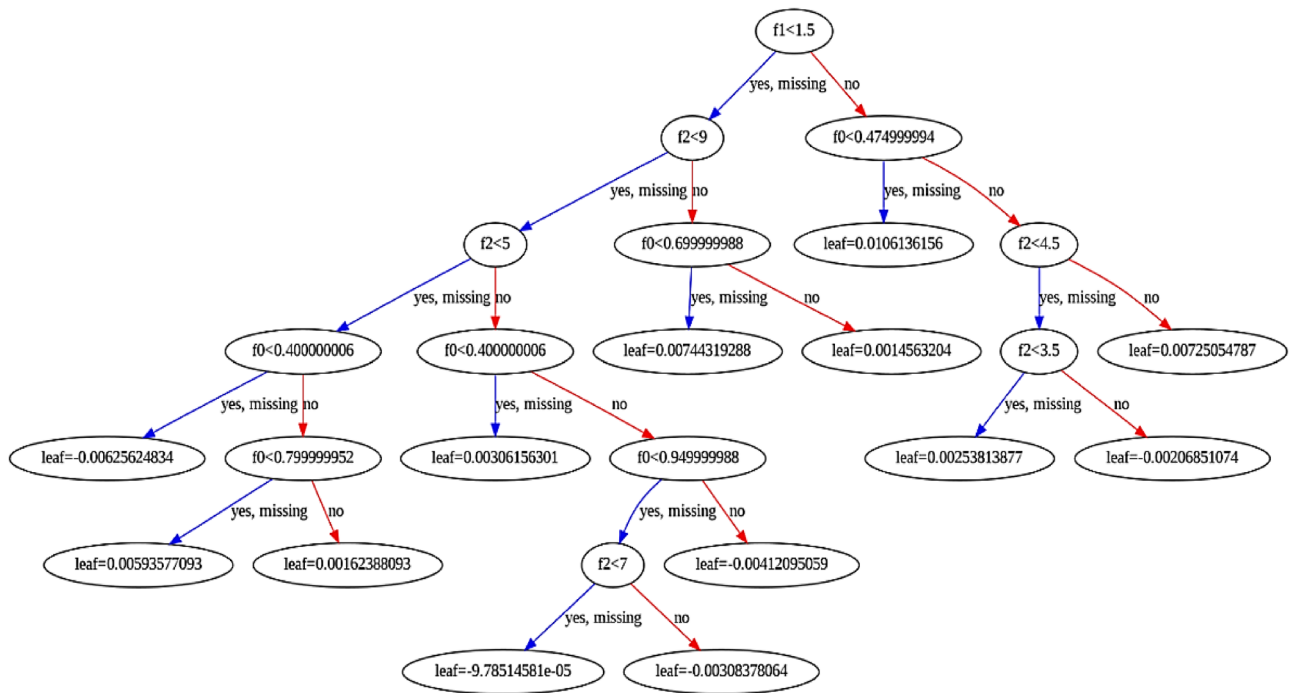 f1<1.5
yes, missing
no
f2<9
f0<0.474999994
yes, missing
no
yes, missing
no
f2<5
f0<0.699999988
leaf=0.0106136156
f2<4.5
yes, missing
no
yes, missing
no
yes, missing
no
f0<0.400000006
f0<0.400000006
leaf=0.00744319288
leaf=0.0014563204
f2<3.5
leaf=0.00725054787
yes, missing
no
yes, missing
no
yes, missing
no
leaf=-0.00625624834
f0<0.799999952
leaf=0.00306156301
f0<0.949999988
leaf=0.00253813877
leaf=-0.00206851074
yes, missing
no
yes, missing
no
leaf=0.00593577093
leaf=0.00162388093
f2<7
leaf=-0.00412095059
yes, missing
no
leaf=-9.78514581e-05
leaf=-0.00308378064